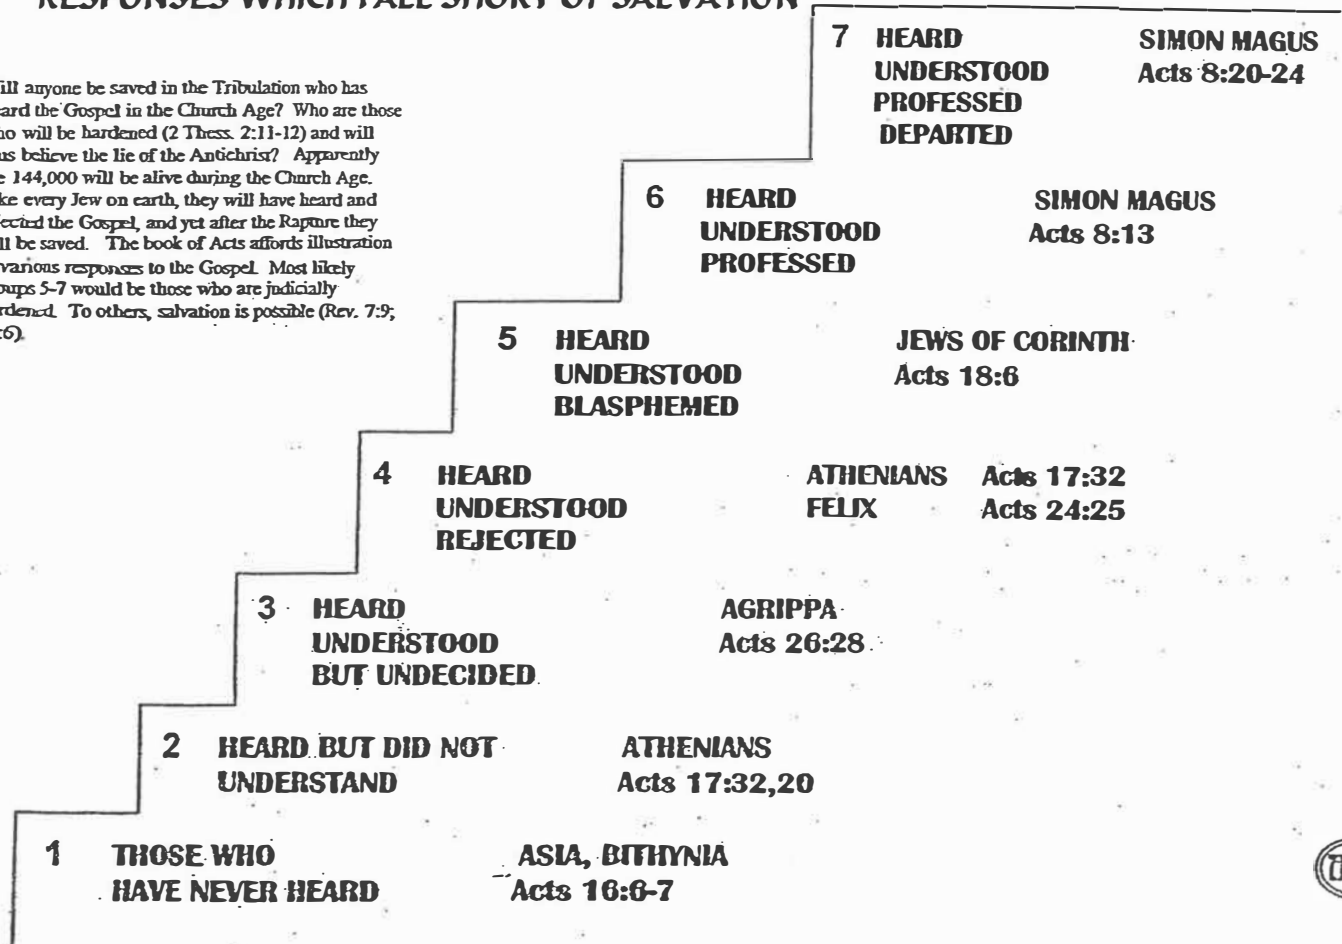 RESPONSES WHICH FALL SHORT OF SALVATION
ill anyone be saved in the Tribulation who has
ard the Gospel in the Church Age? Who are those
o will be hardened (2 Thess. 2:11-12) and will
us believe the lie of the Antichrist? Apparently
e 144,000 will be alive during the Church Age.
ke every Jew on earth, they will have heard and
ected the Gospel, and yet after the Rapture they
ll be saved. The book of Acts affords illustration
various responses to the Gospel. Most likely
oups 5-7 would be those who are judicially
rdened. To others, salvation is possible (Rev. 7:9;
:6).
7 HEARD SIMON MAGUS
UNDERSTOOD Acts 8:20-24
PROFESSED
DEPARTED
6 HEARD SIMON MAGUS
UNDERSTOOD Acts 8:13
PROFESSED
5 HEARD JEWS OF CORINTH
UNDERSTOOD Acts 18:6
BLASPHEMED
4 HEARD ATHENIANS Acts 17:32
UNDERSTOOD FELIX Acts 24:25
REJECTED
3 HEARD AGRIPPA
UNDERSTOOD Acts 26:28
BUT UNDECIDED
2 HEARD BUT DID NOT ATHENIANS
UNDERSTAND Acts 17:32,20
1 THOSE WHO ASIA, BITHYNIA
HAVE NEVER HEARD Acts 16:6-7